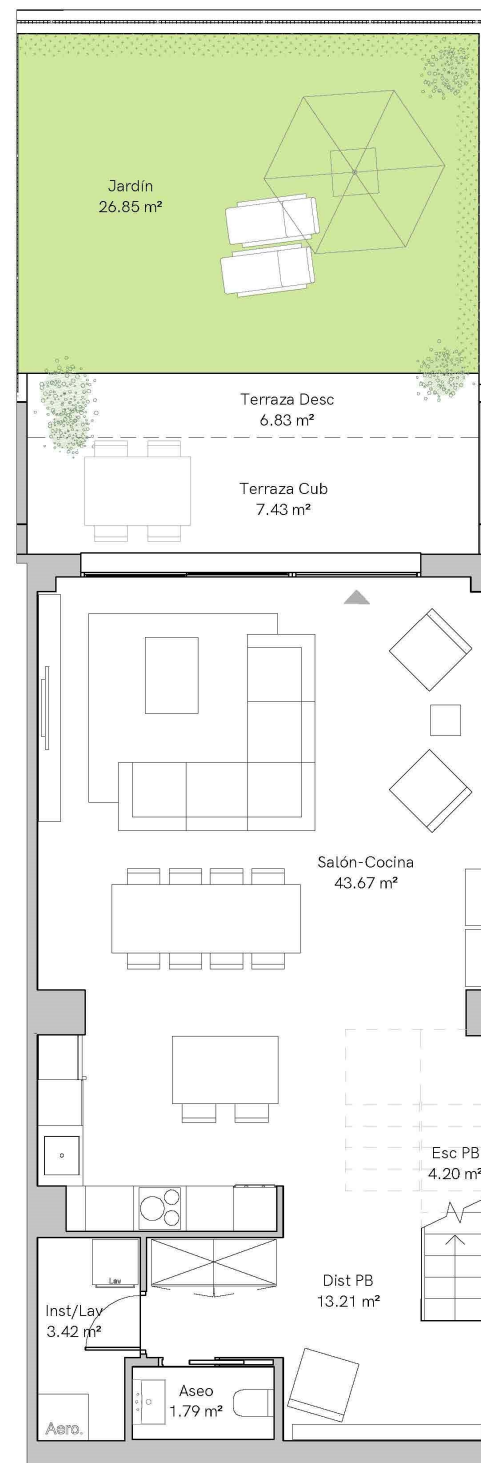 Jardín
26.85 m²
Terraza Desc
6.83 m²
Terraza Cub
7.43 m²
Salón-Cocina
43.67 m²
Esc PB
4.20 m²
Lav
Dist PB
13.21 m²
Inst/Lav
3.42 m²
Aseo
1.79 m²
Aero.